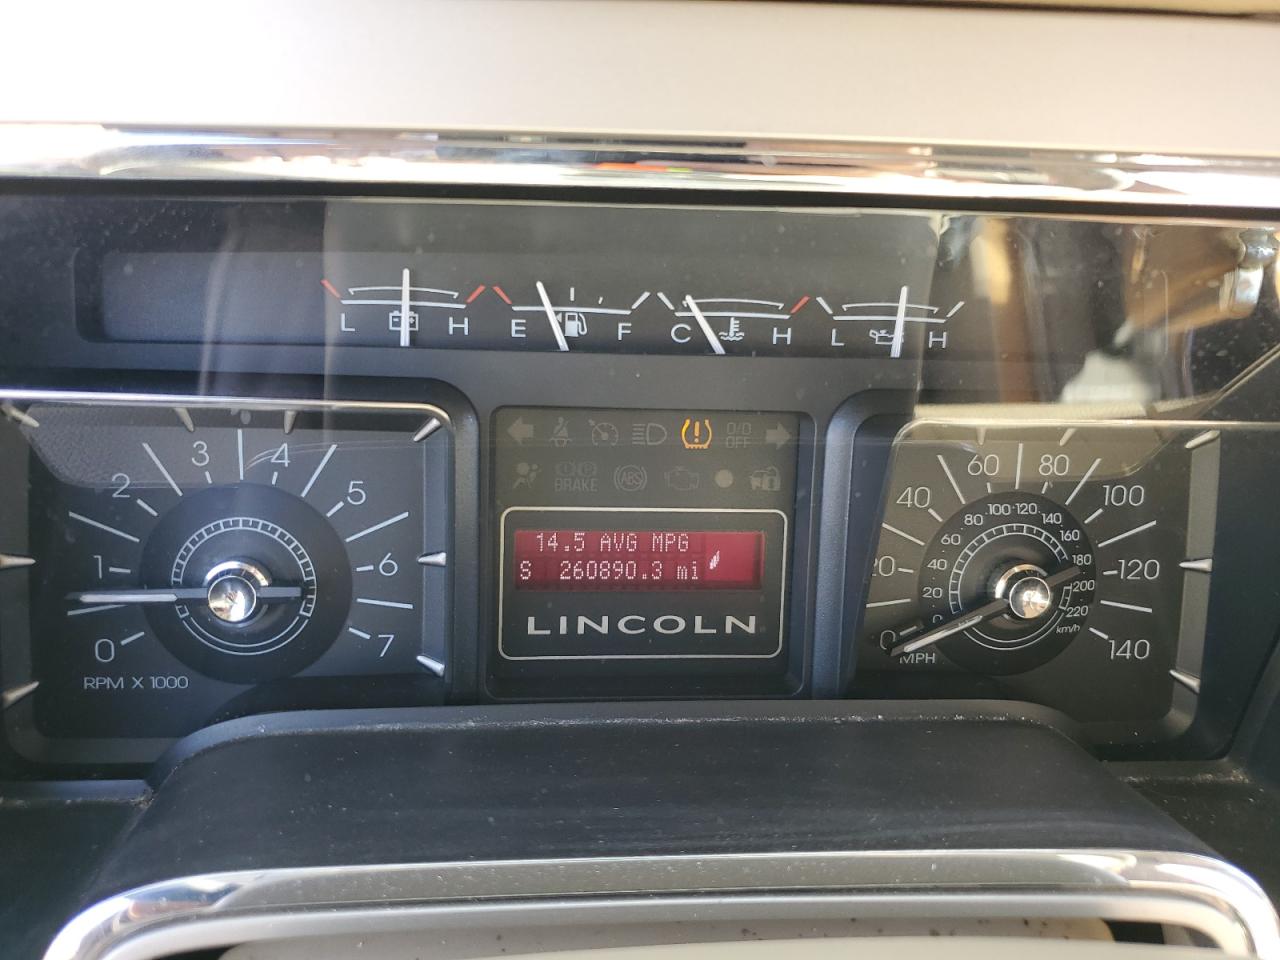 L H E F C H L H
0 1 2 3 4 5 6 7
RPM X 1000
O/D
OFF
BRAKE
ABS
14.5 AVG MPG
S 260890.3 mi
LINCOLN
0 20 40 60 80 100 120 140
MPH
0 20 40 60 80 100 120 140 160 180 200 220
km/h